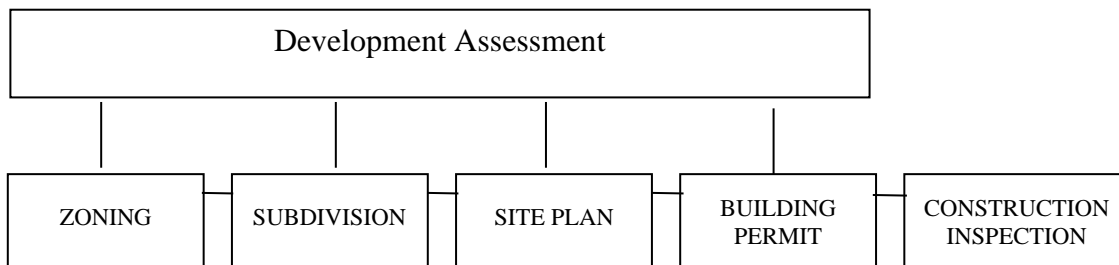 Development Assessment
ZONING
SUBDIVISION
SITE PLAN
BUILDING
PERMIT
CONSTRUCTION
INSPECTION